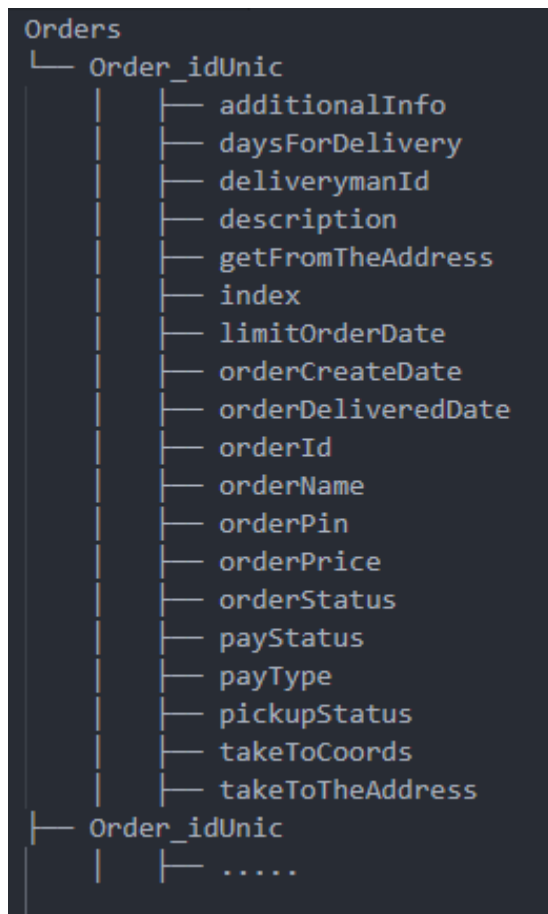 Orders
└── Order_idUnic
│ ├── additionalInfo
│ ├── daysForDelivery
│ ├── deliverymanId
│ ├── description
│ ├── getFromTheAddress
│ ├── index
│ ├── limitOrderDate
│ ├── orderCreateDate
│ ├── orderDeliveredDate
│ ├── orderId
│ ├── orderName
│ ├── orderPin
│ ├── orderPrice
│ ├── orderStatus
│ ├── payStatus
│ ├── payType
│ ├── pickupStatus
│ ├── takeToCoords
│ ├── takeToTheAddress
├── Order_idUnic
│ ├── .....